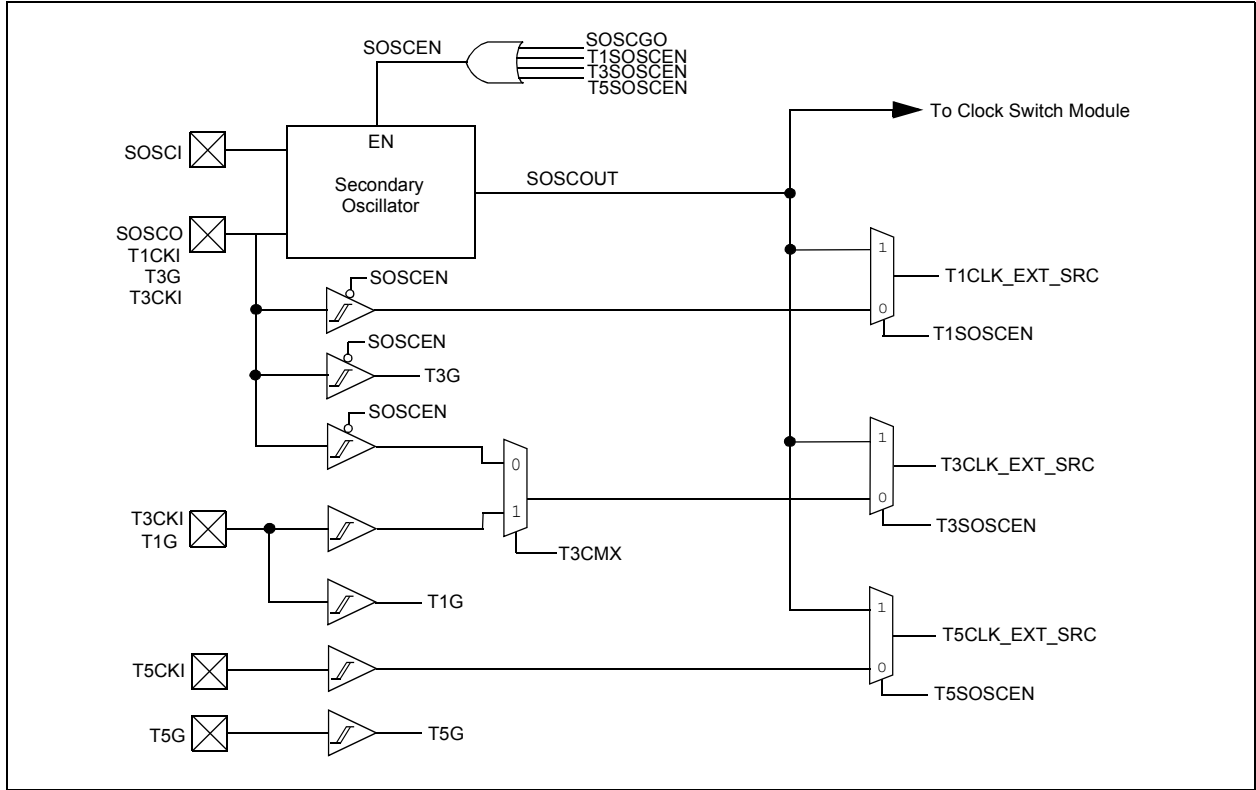 SOSCEN
SOSCGO
T1SOSCEN
T3SOSCEN
T5SOSCEN
To Clock Switch Module
SOSCI
EN
Secondary
Oscillator
SOSCOUT
SOSCO
T1CKI
T3G
T3CKI
SOSCEN
1
0
T1CLK_EXT_SRC
T1SOSCEN
SOSCEN
T3G
SOSCEN
0
1
T3CMX
1
0
T3CLK_EXT_SRC
T3SOSCEN
T3CKI
T1G
T1G
1
0
T5CLK_EXT_SRC
T5SOSCEN
T5CKI
T5G
T5G